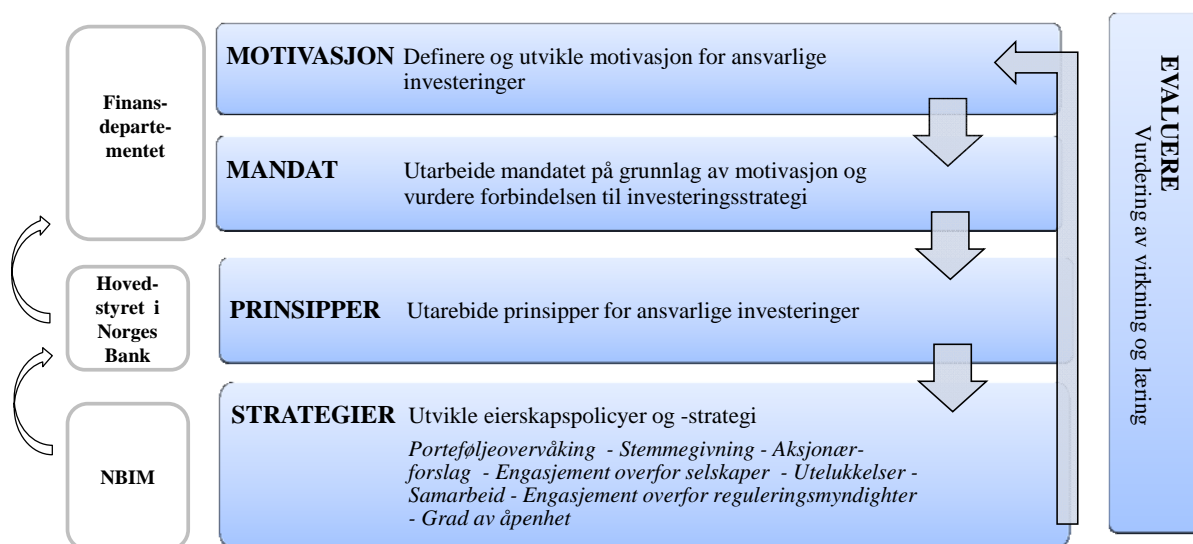 Finans-
departe-
mentet
MOTIVASJON Definere og utvikle motivasjon for ansvarlige
investeringer
MANDAT Utarbeide mandatet på grunnlag av motivasjon og
vurdere forbindelsen til investeringsstrategi
Hoved-
styret i
Norges
Bank
PRINSIPPER Utarebide prinsipper for ansvarlige investeringer
NBIM
STRATEGIER Utvikle eierskapspolicyer og -strategi
Porteføljeovervåking - Stemmegivning - Aksjonær-
forslag - Engasjement overfor selskaper - Utelukkelser -
Samarbeid - Engasjement overfor reguleringsmyndighter
- Grad av åpenhet
EVALUERE
Vurdering av virkning og læring